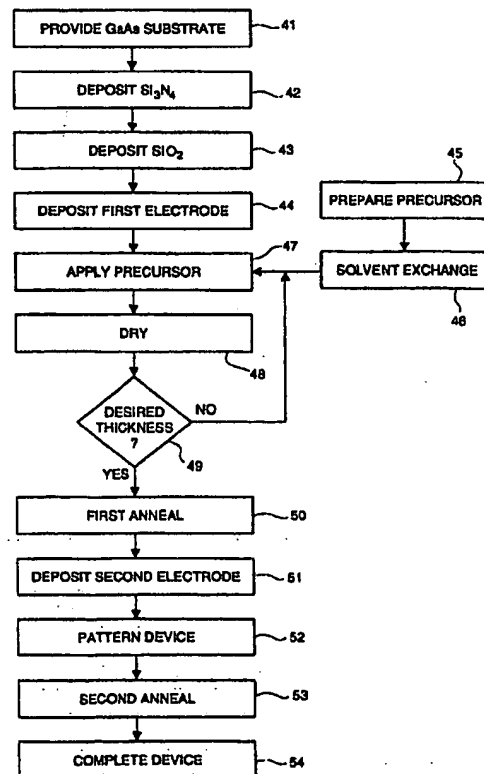 PROVIDE GaAs SUBSTRATE
41
DEPOSIT Si3N4
42
DEPOSIT SiO2
43
DEPOSIT FIRST ELECTRODE
44
45
PREPARE PRECURSOR
47
APPLY PRECURSOR
SOLVENT EXCHANGE
46
DRY
48
DESIRED
THICKNESS
?
NO
49
YES
FIRST ANNEAL
50
DEPOSIT SECOND ELECTRODE
51
PATTERN DEVICE
52
SECOND ANNEAL
53
COMPLETE DEVICE
54